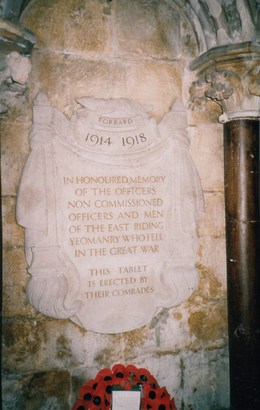 FORRARD
1914 1918
IN HONOURED MEMORY
OF THE OFFICERS
NON COMMISSIONED
OFFICERS AND MEN
OF THE EAST RIDING
YEOMANRY WHO FELL
IN THE GREAT WAR
THIS TABLET
IS ERECTED BY
THEIR COMRADES